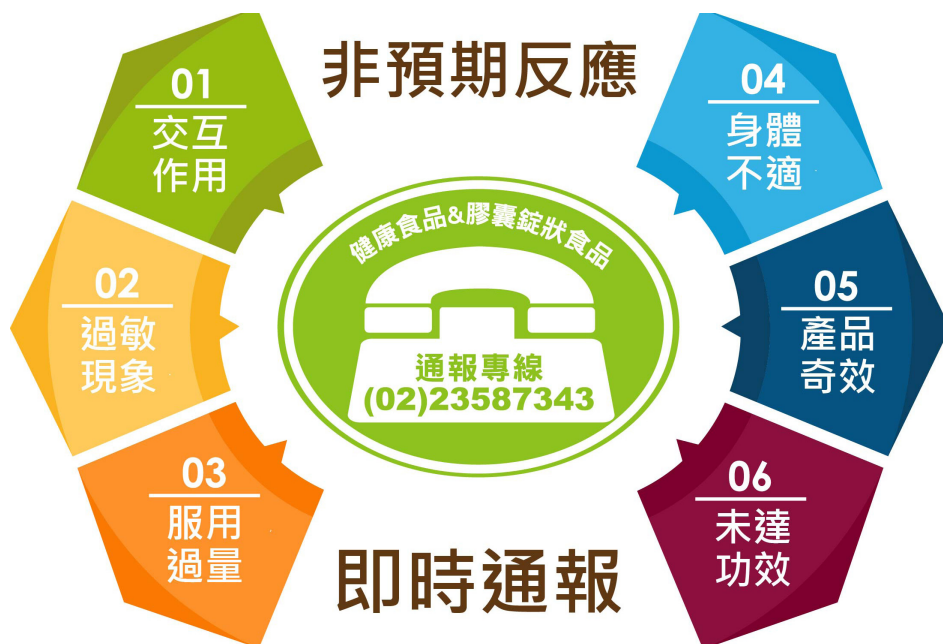 非預期反應
01
交互
作用
02
過敏
現象
03
服用
過量
健康食品&膠囊錠狀食品
通報專線
(02)23587343
04
身體
不適
05
產品
奇效
06
未達
功效
即時通報